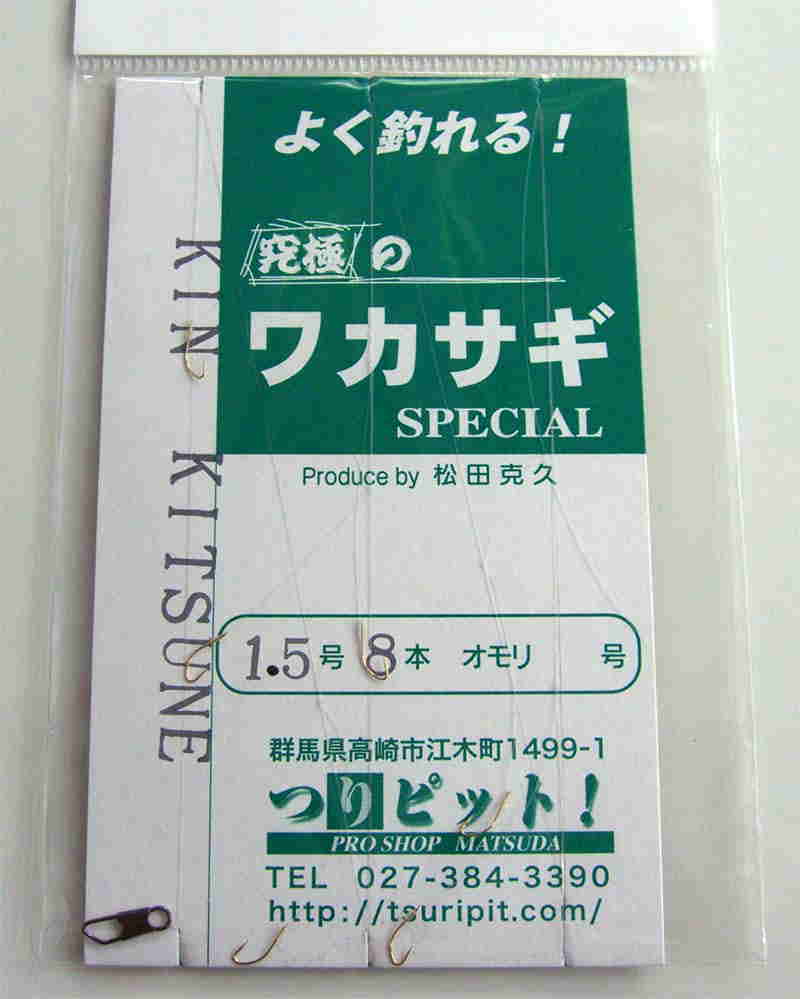 よく釣れる!
究極の
ワカサギ
SPECIAL
Produce by 松田克久
KIN KITSUNE
1.5号 8本 オモリ 号
群馬県高崎市江木町1499-1
つりピット!
PRO SHOP MATSUDA
TEL 027-384-3390
http://tsuripit.com/